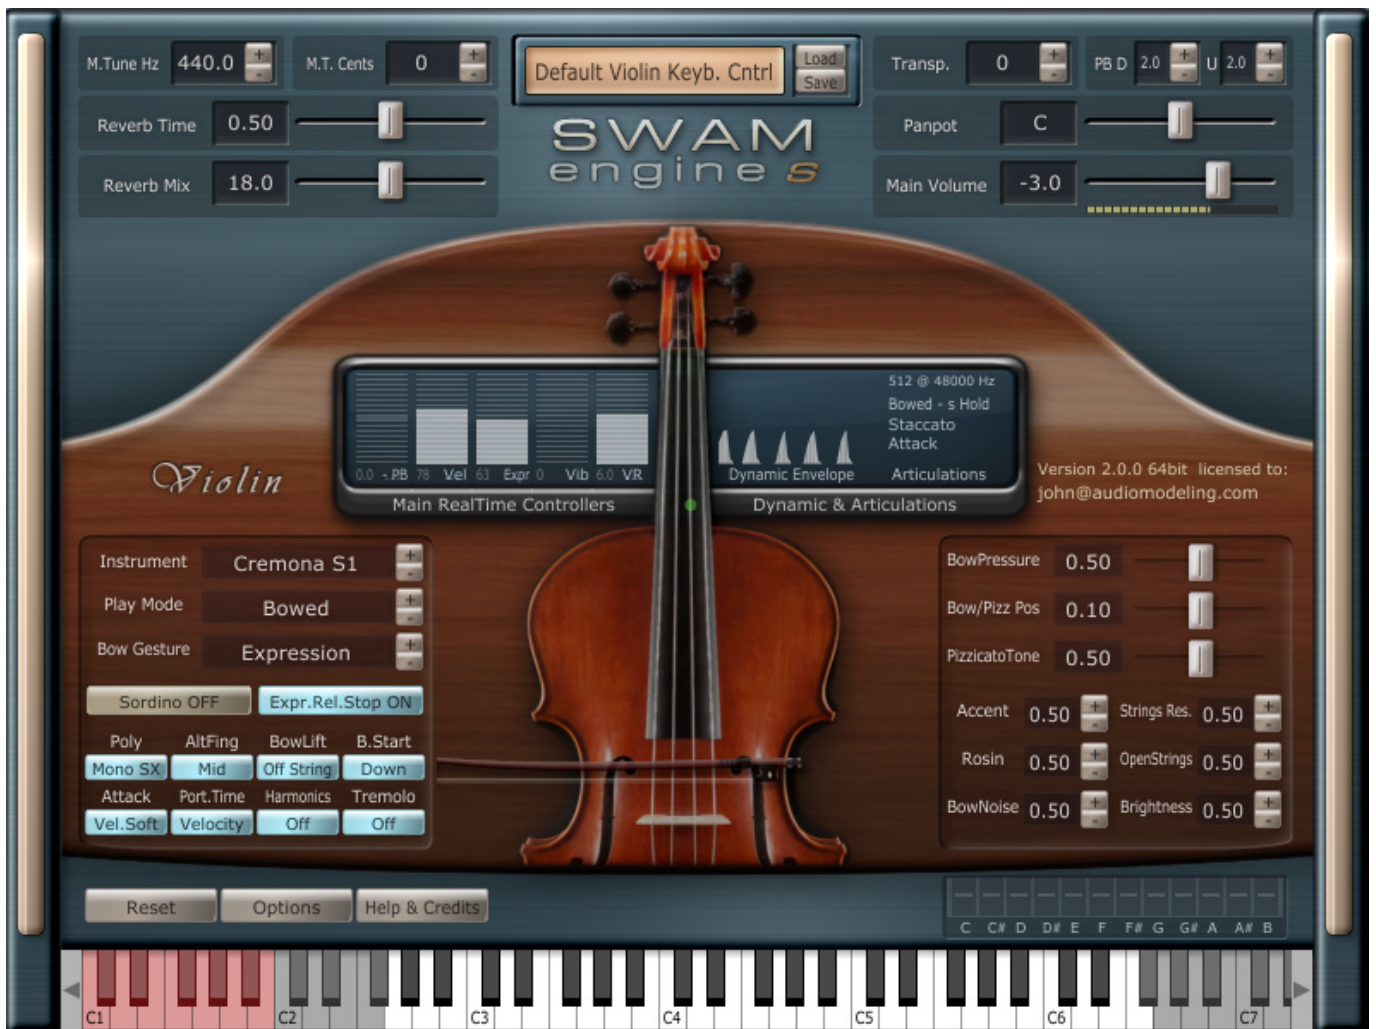 M.Tune Hz 440.0 + -
M.T. Cents 0 + -
Default Violin Keyb. Cntrl
Load
Save
Transp. 0 + -
PB D 2.0 + - U 2.0 + -
Reverb Time 0.50
Panpot C
SWAM
engine s
Reverb Mix 18.0
Main Volume -3.0
512 @ 48000 Hz
Bowed - s Hold
Staccato
Attack
0.0 -.PB 78 Vel 63 Expr 0 Vib 6.0 VR
Dynamic Envelope
Articulations
Main RealTime Controllers
Dynamic & Articulations
Violin
Version 2.0.0 64bit licensed to:
john@audiomodeling.com
Instrument Cremona S1 + -
Play Mode Bowed + -
Bow Gesture Expression + -
Sordino OFF
Expr.Rel.Stop ON
Poly AltFing BowLift B.Start
Mono SX Mid Off String Down
Attack Port.Time Harmonics Tremolo
Vel.Soft Velocity Off Off
BowPressure 0.50
Bow/Pizz Pos 0.10
PizzicatoTone 0.50
Accent 0.50 + - Strings Res. 0.50 + -
Rosin 0.50 + - OpenStrings 0.50 + -
BowNoise 0.50 + - Brightness 0.50 + -
Reset
Options
Help & Credits
C C# D D# E F F# G G# A A# B
C1 C2 C3 C4 C5 C6 C7